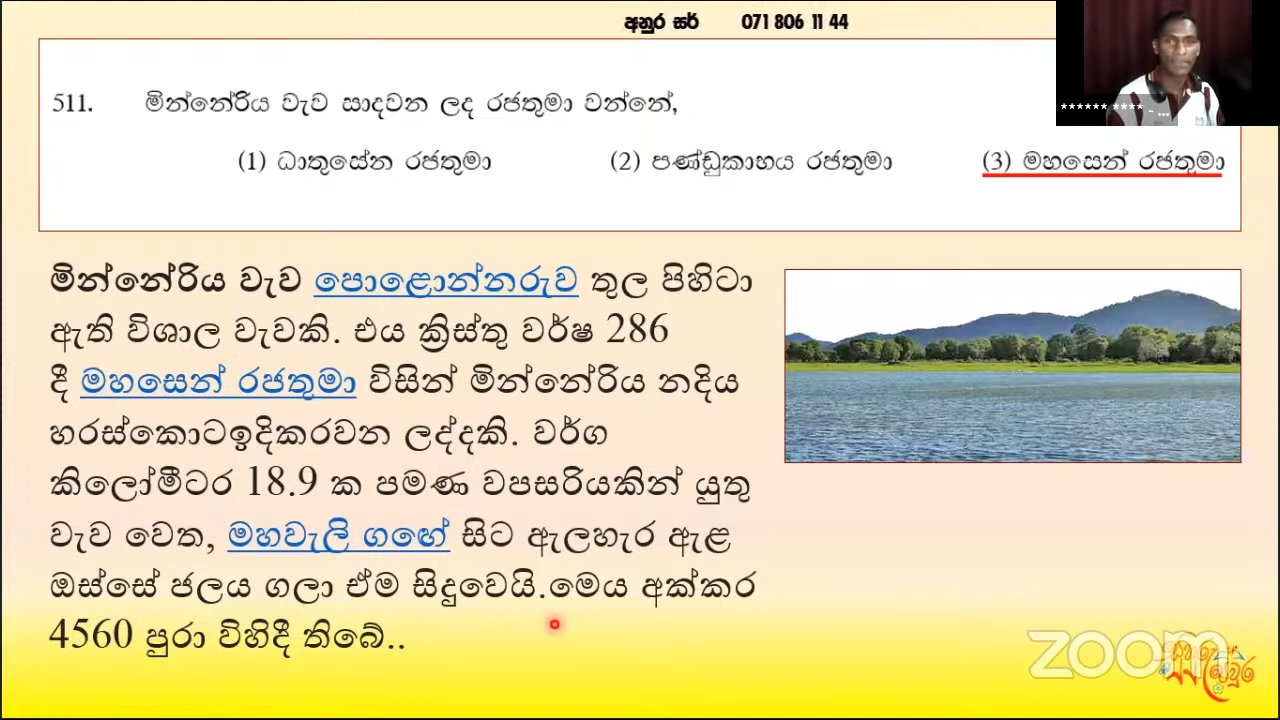 අනුර සර් 071 806 11 44
****** **** - ...
511. මින්නේරිය වැව සාදවන ලද රජතුමා වන්නේ,
(1) ධාතුසේන රජතුමා (2) පණ්ඩුකාභය රජතුමා (3) මහසෙන් රජතුමා
මින්නේරිය වැව පොළොන්නරුව තුල පිහිටා
ඇති විශාල වැවකි. එය ක්‍රිස්තු වර්ෂ 286
දී මහසෙන් රජතුමා විසින් මින්නේරිය නදිය
හරස්කොටඉදිකරවන ලද්දකි. වර්ග
කිලෝමීටර 18.9 ක පමණ වපසරියකින් යුතු
වැව වෙත, මහවැලි ගඟේ සිට ඇලහැර ඇළ
ඔස්සේ ජලය ගලා ඒම සිදුවෙයි.මෙය අක්කර
4560 පුරා විහිදී තිබේ..
zoom